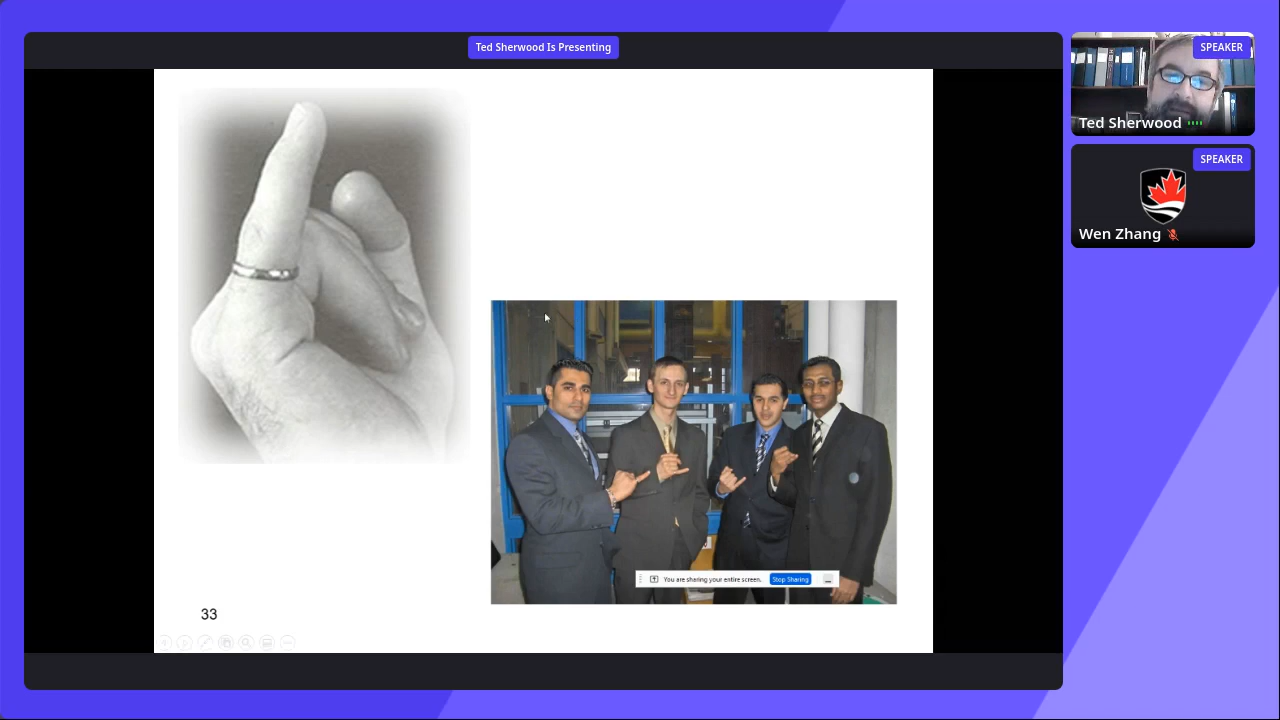 Ted Sherwood Is Presenting
SPEAKER
Ted Sherwood
SPEAKER
Wen Zhang
You are sharing your entire screen.
Stop Sharing
33